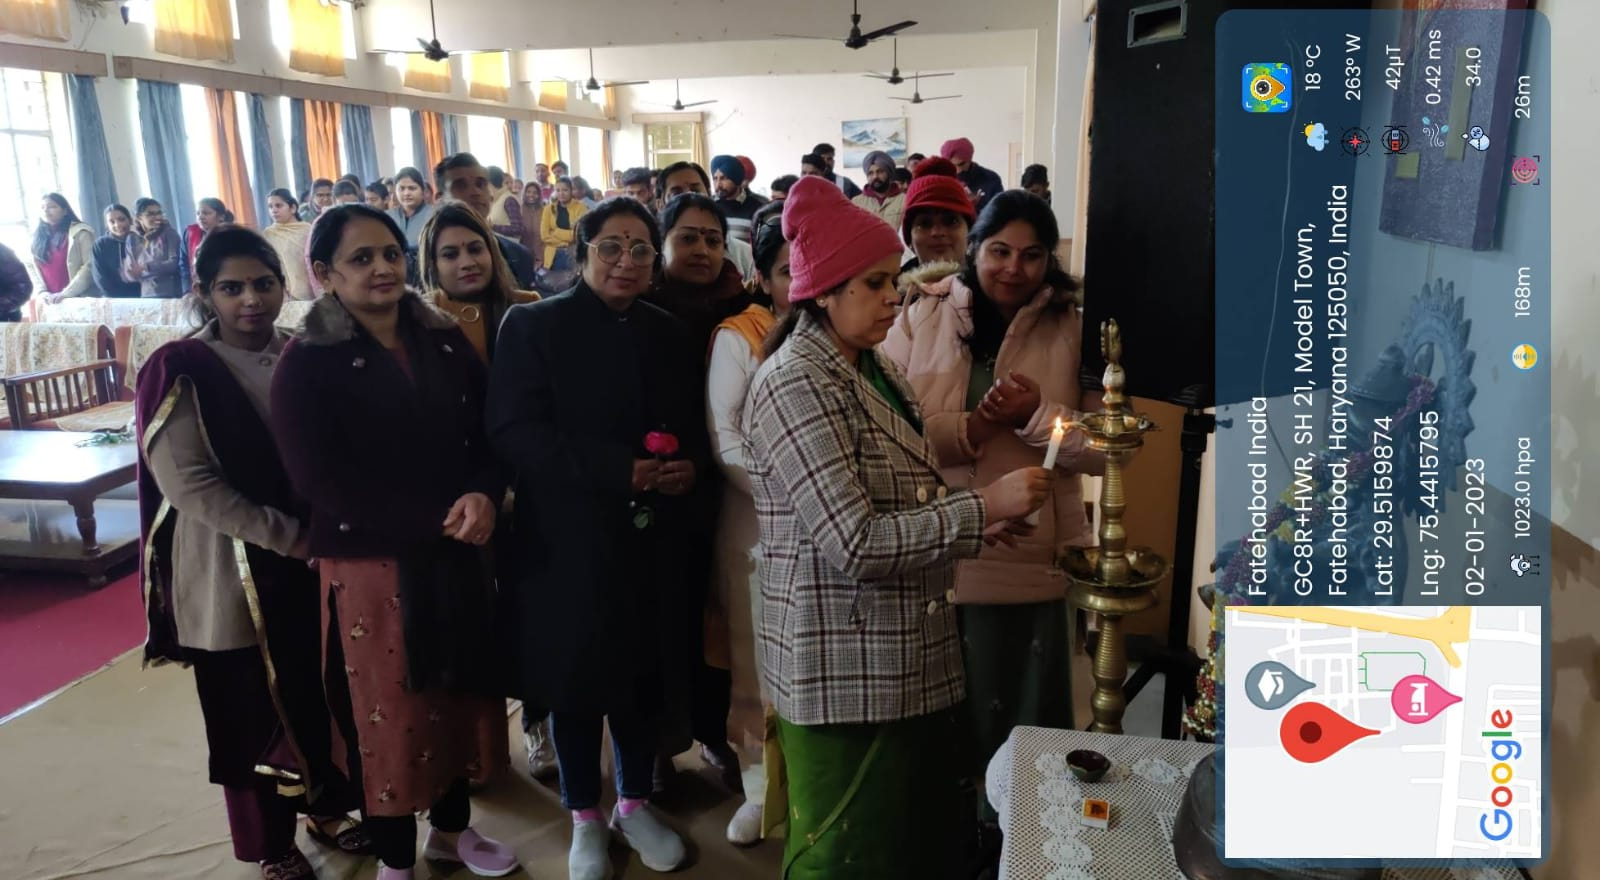 Fatehabad India
GC8R+HWR, SH 21, Model Town,
Fatehabad, Haryana 125050, India
Lat: 29.5159874
Lng: 75.4415795
02-01-2023
18 °C
263° W
42µT
0.42 ms
34.0
1023.0 hpa
168m
26m
Google